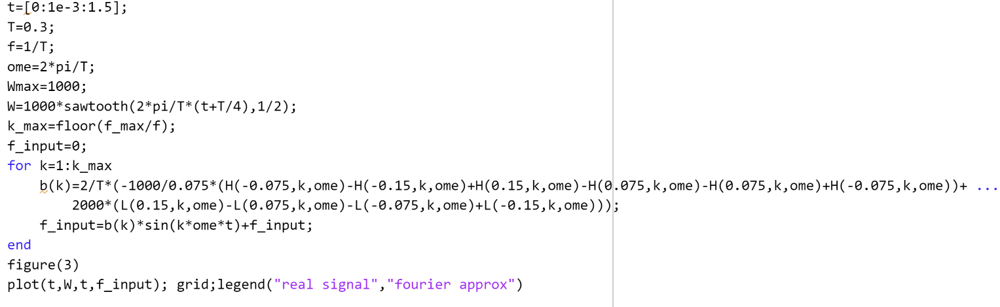 t=[0:1e-3:1.5];
T=0.3;
f=1/T;
ome=2*pi/T;
Wmax=1000;
W=1000*sawtooth(2*pi/T*(t+T/4),1/2);
k_max=floor(f_max/f);
f_input=0;
for k=1:k_max
    b(k)=2/T*(-1000/0.075*(H(-0.075,k,ome)-H(-0.15,k,ome)+H(0.15,k,ome)-H(0.075,k,ome)-H(0.075,k,ome)+H(-0.075,k,ome))+ ...
        2000*(L(0.15,k,ome)-L(0.075,k,ome)-L(-0.075,k,ome)+L(-0.15,k,ome)));
    f_input=b(k)*sin(k*ome*t)+f_input;
end
figure(3)
plot(t,W,t,f_input); grid;legend("real signal","fourier approx")